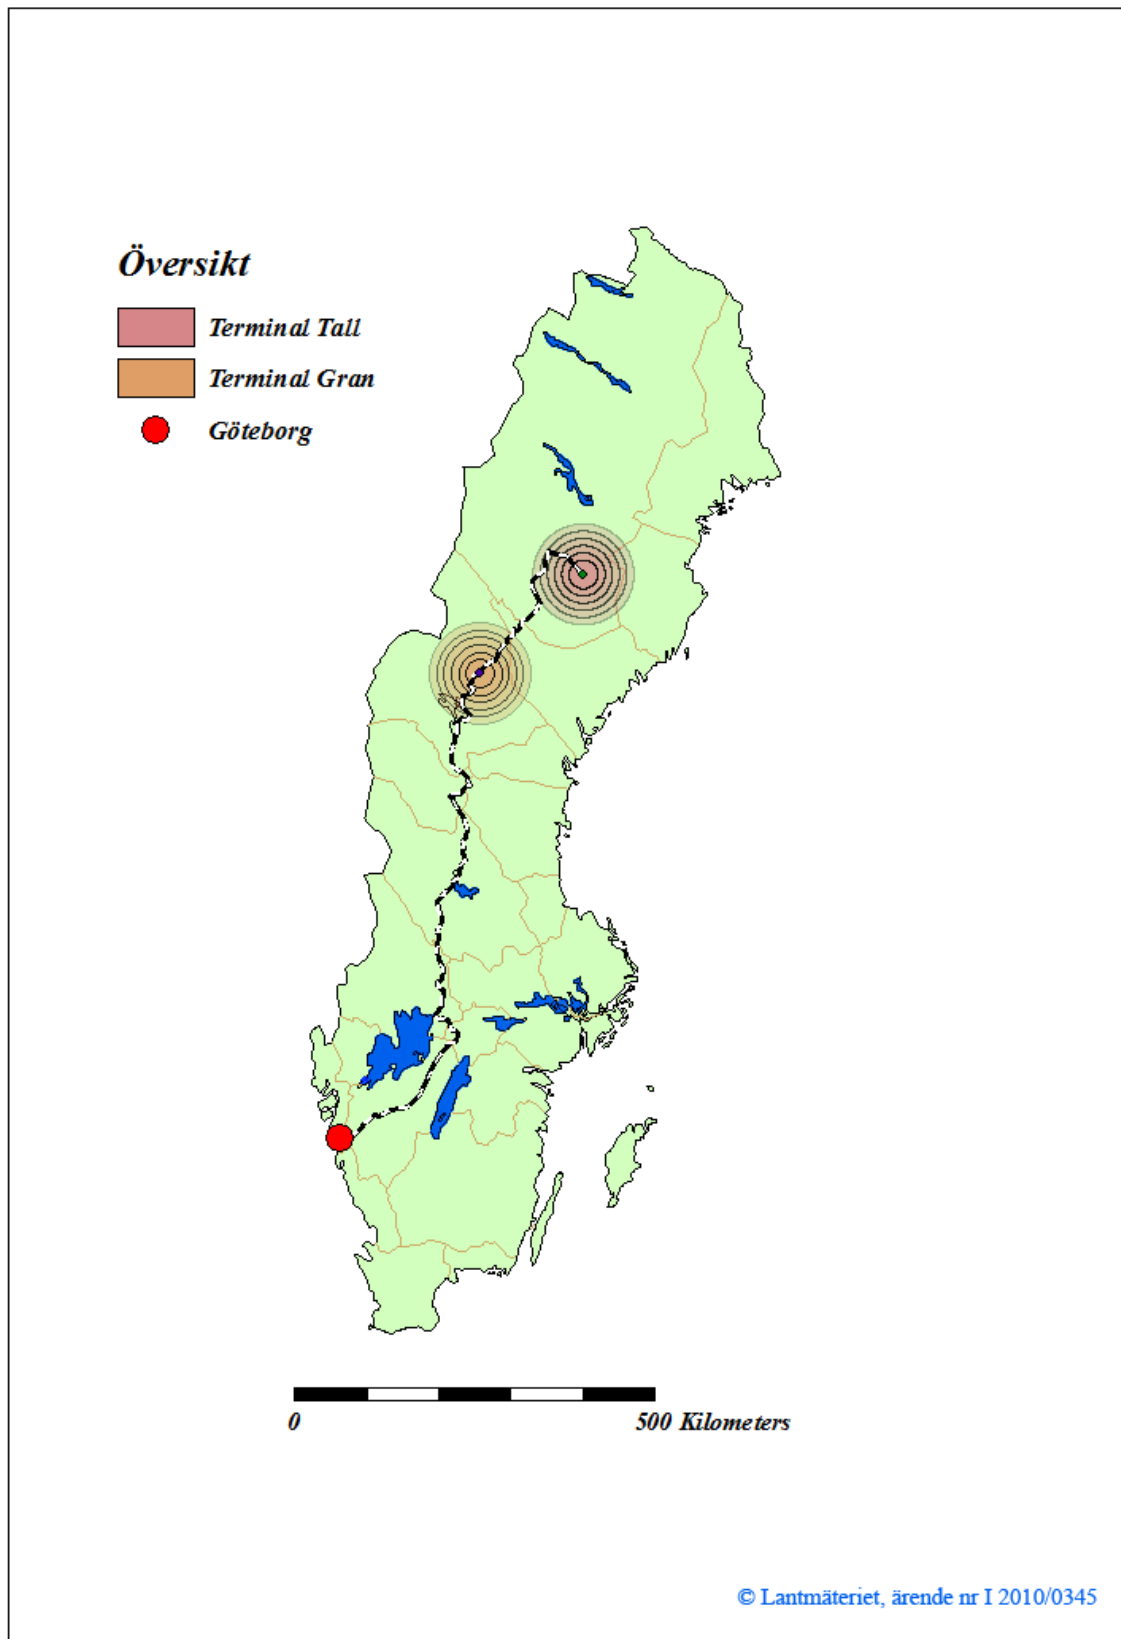 Översikt
Terminal Tall
Terminal Gran
Göteborg
0 500 Kilometers
© Lantmäteriet, ärende nr I 2010/0345